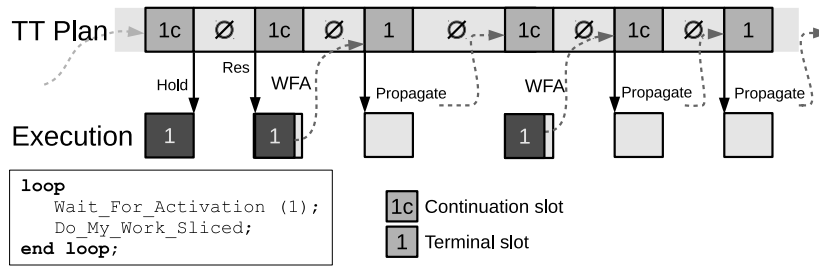 TT Plan 1c Ø 1c Ø 1 Ø 1c Ø 1c Ø 1
Hold Res WFA Propagate WFA Propagate Propagate
Execution 1 1 1
loop
Wait_For_Activation (1);
Do_My_Work_Sliced;
end loop;
1c Continuation slot
1 Terminal slot